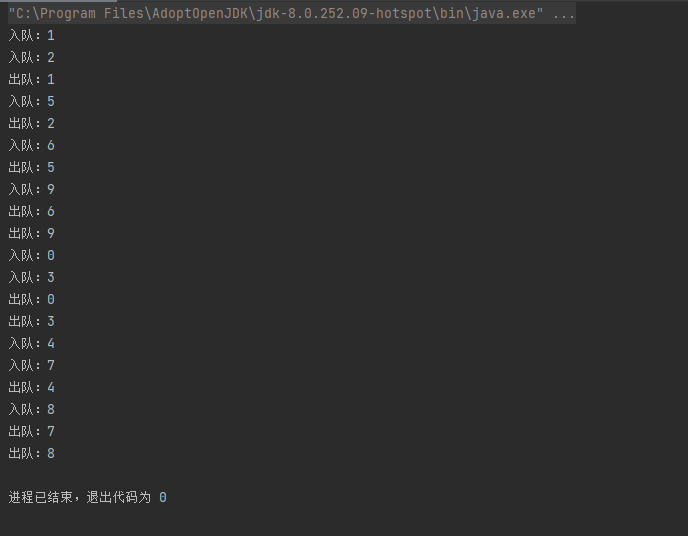 "C:\Program Files\AdoptOpenJDK\jdk-8.0.252.09-hotspot\bin\java.exe" ...
入队：1
入队：2
出队：1
入队：5
出队：2
入队：6
出队：5
入队：9
出队：6
出队：9
入队：0
入队：3
出队：0
出队：3
入队：4
入队：7
出队：4
入队：8
出队：7
出队：8
进程已结束，退出代码为 0